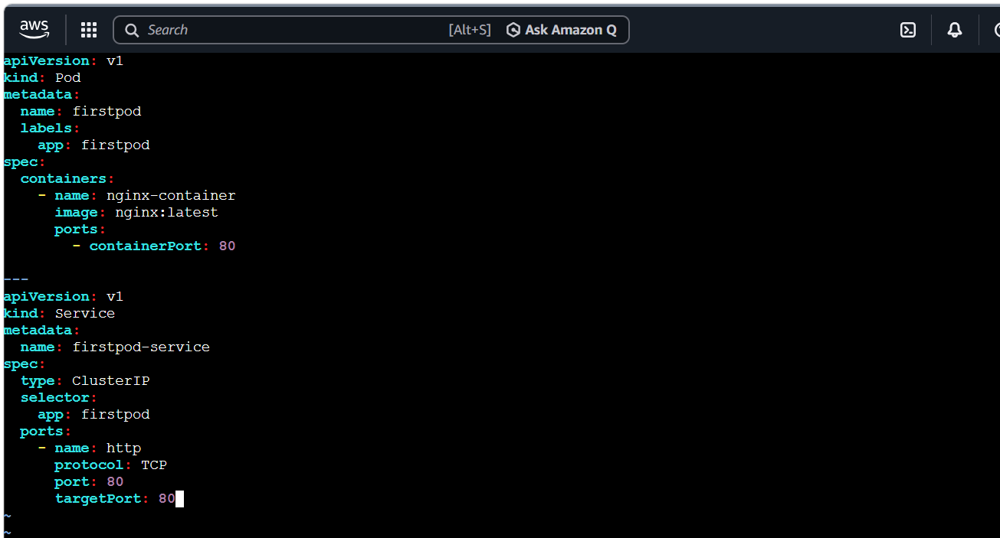 aws Search [Alt+S] Ask Amazon Q
apiVersion: v1
kind: Pod
metadata:
  name: firstpod
  labels:
    app: firstpod
spec:
  containers:
    - name: nginx-container
      image: nginx:latest
      ports:
        - containerPort: 80

---
apiVersion: v1
kind: Service
metadata:
  name: firstpod-service
spec:
  type: ClusterIP
  selector:
    app: firstpod
  ports:
    - name: http
      protocol: TCP
      port: 80
      targetPort: 80
~
~